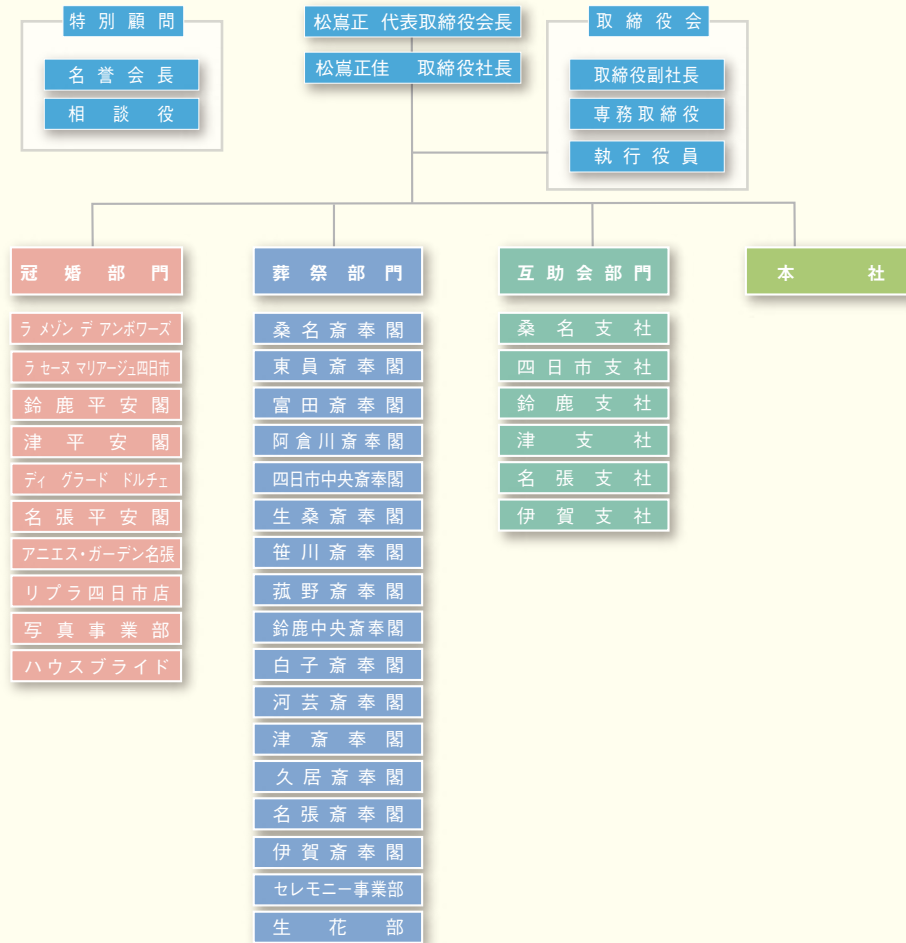 特別顧問
名誉会長
相談役
松嶌正 代表取締役会長
松嶌正佳 取締役社長
取締役会
取締役副社長
専務取締役
執行役員
冠婚部門
ラ メゾン デ アンボワーズ
ラ セーヌ マリアージュ四日市
鈴鹿平安閣
津平安閣
ディ グラード ドルチェ
名張平安閣
アニエス・ガーデン名張
リプラ四日市店
写真事業部
ハウスブライド
葬祭部門
桑名斎奉閣
東員斎奉閣
富田斎奉閣
阿倉川斎奉閣
四日市中央斎奉閣
生桑斎奉閣
笹川斎奉閣
菰野斎奉閣
鈴鹿中央斎奉閣
白子斎奉閣
河芸斎奉閣
津斎奉閣
久居斎奉閣
名張斎奉閣
伊賀斎奉閣
セレモニー事業部
生花部
互助会部門
桑名支社
四日市支社
鈴鹿支社
津支社
名張支社
伊賀支社
本社